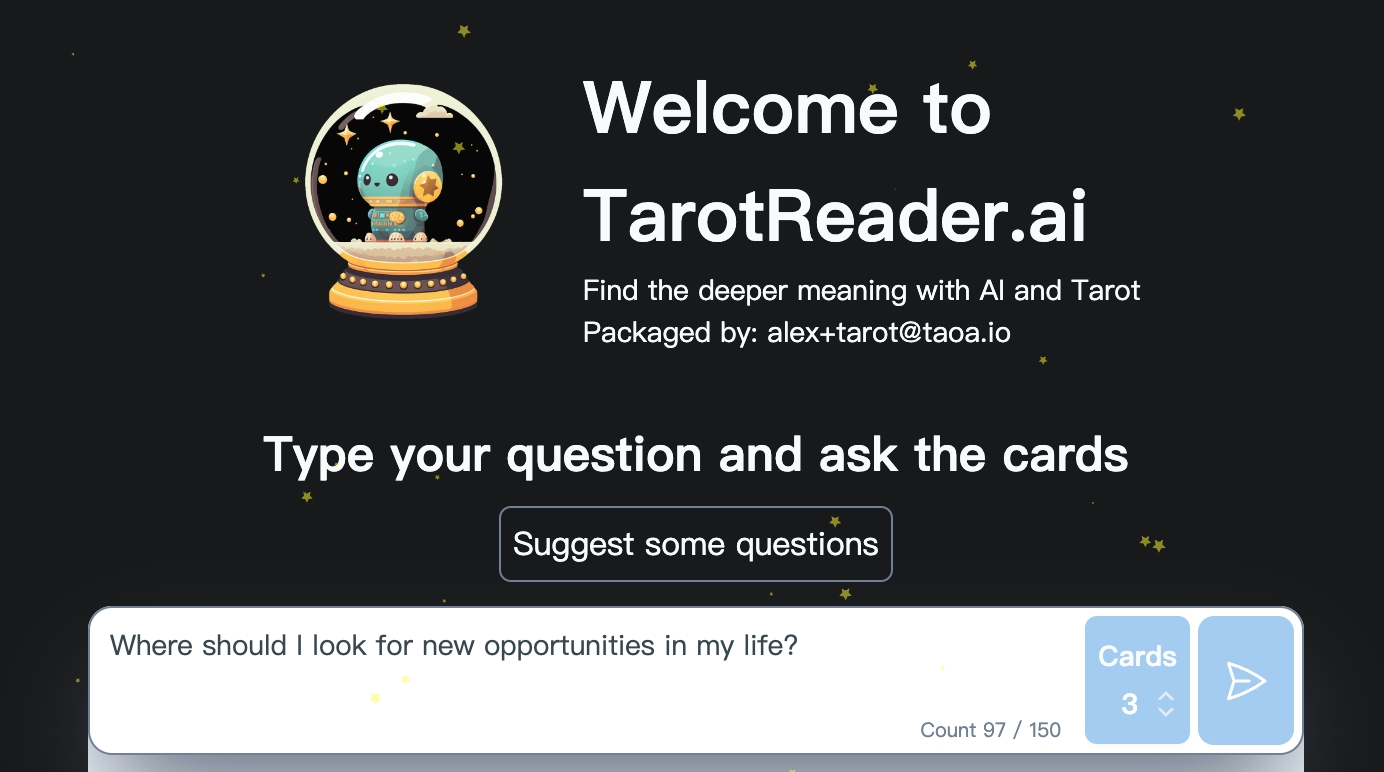 Welcome to
TarotReader.ai
Find the deeper meaning with AI and Tarot
Packaged by: alex+tarot@taoa.io
Type your question and ask the cards
Suggest some questions
Where should I look for new opportunities in my life?
Cards
3
Count 97 / 150